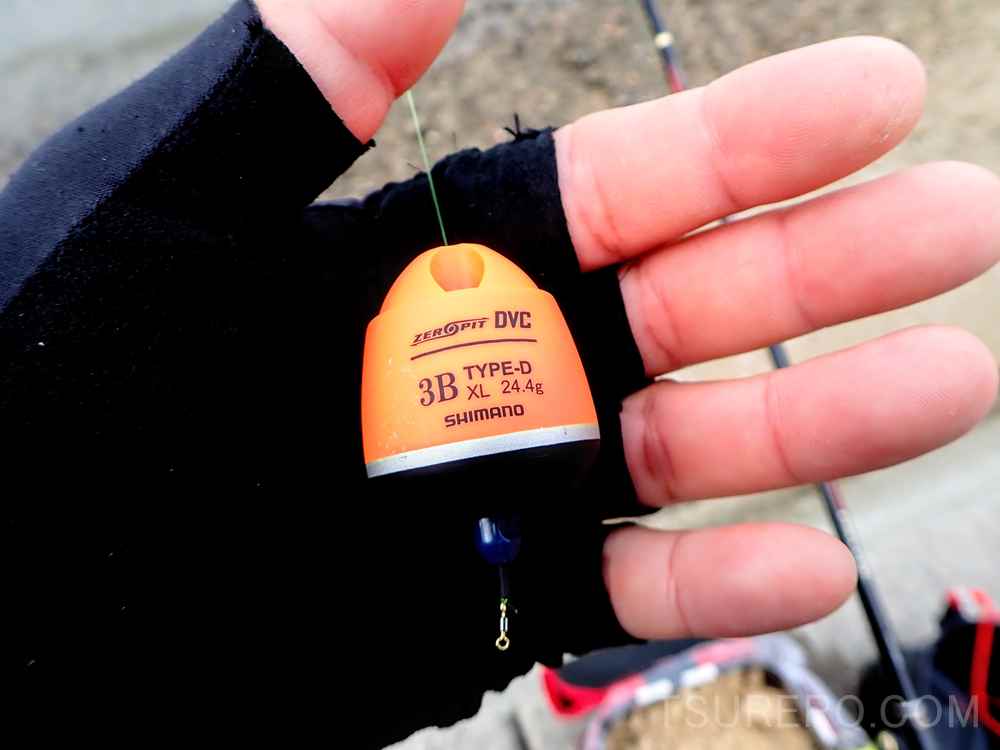 ZEROPIT DVC
3B TYPE-D
XL 24.4g
SHIMANO
TSURERO.COM